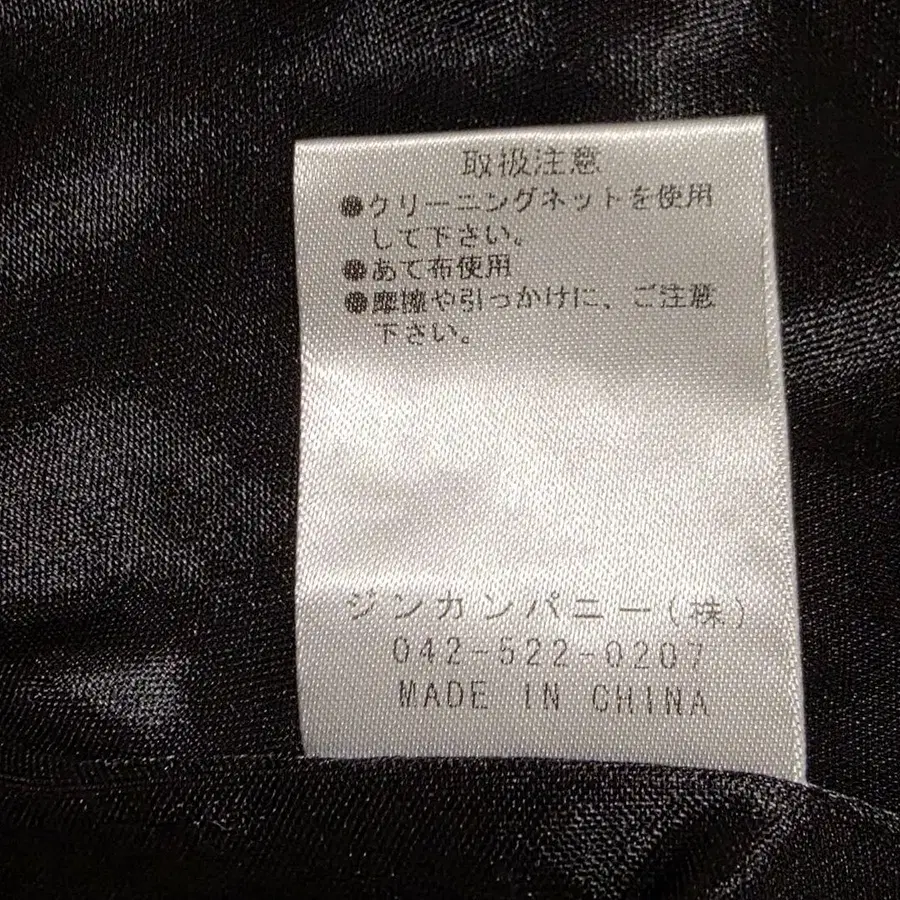 取扱注意
●クリーニングネットを使用
して下さい。
●あて布使用
●摩擦や引っかけに、ご注意
下さい。
ジンカンパニー(株)
042-522-0207
MADE IN CHINA